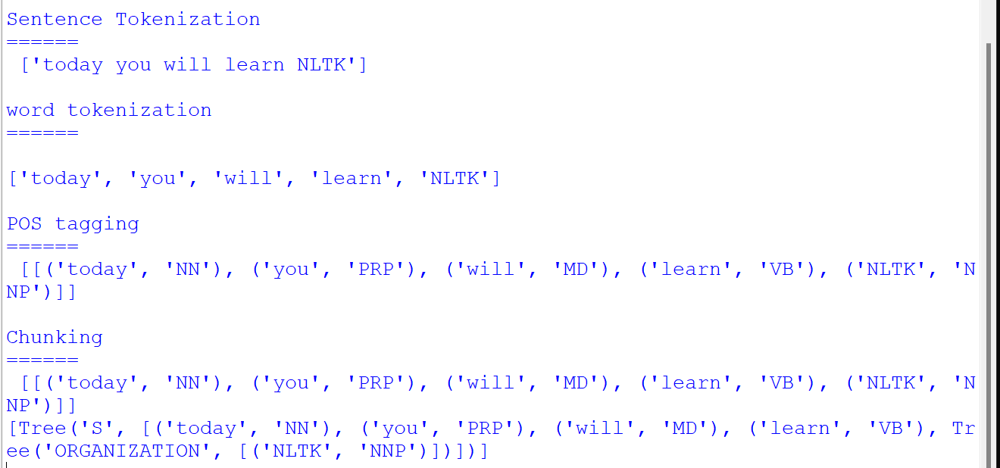 Sentence Tokenization
======
 ['today you will learn NLTK']
word tokenization
======
['today', 'you', 'will', 'learn', 'NLTK']
POS tagging
======
 [[('today', 'NN'), ('you', 'PRP'), ('will', 'MD'), ('learn', 'VB'), ('NLTK', 'N
NP')]]
Chunking
======
 [[('today', 'NN'), ('you', 'PRP'), ('will', 'MD'), ('learn', 'VB'), ('NLTK', 'N
NP')]]
[Tree('S', [('today', 'NN'), ('you', 'PRP'), ('will', 'MD'), ('learn', 'VB'), Tr
ee('ORGANIZATION', [('NLTK', 'NNP')])])]